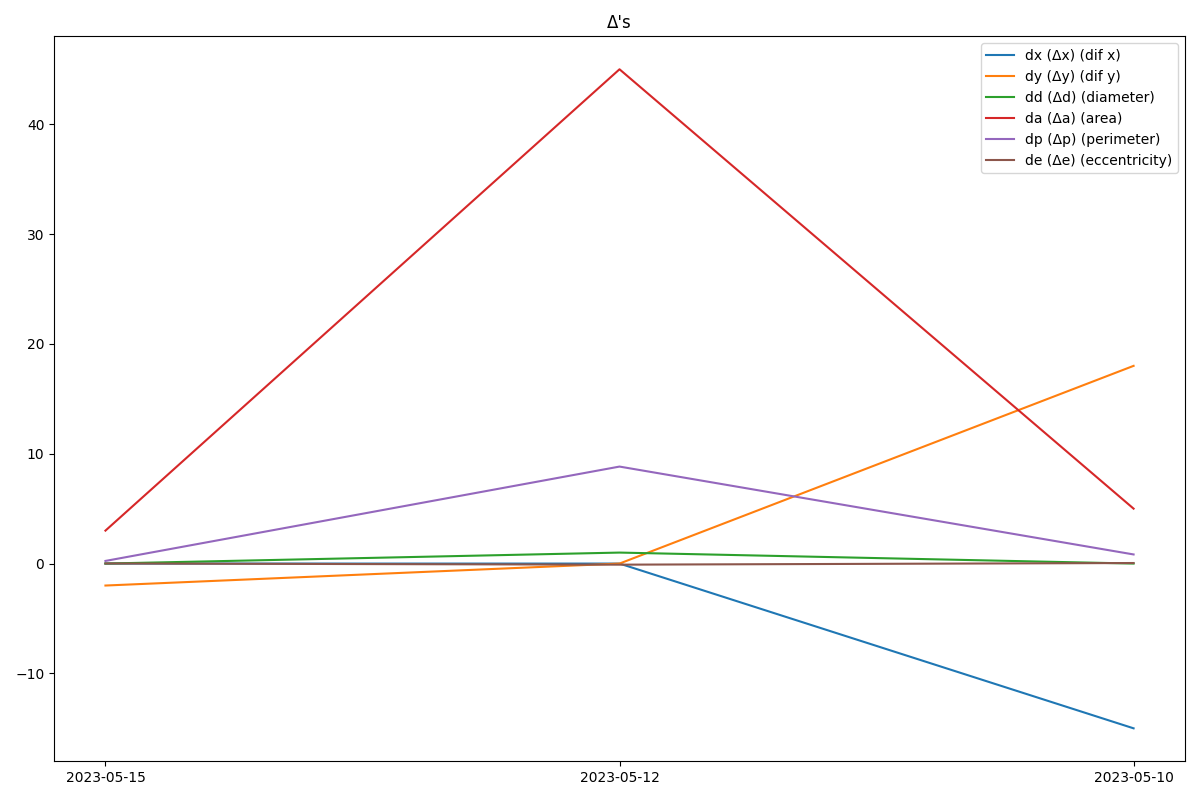 Δ's
dx (Δx) (dif x)
dy (Δy) (dif y)
dd (Δd) (diameter)
da (Δa) (area)
dp (Δp) (perimeter)
de (Δe) (eccentricity)
40
30
20
10
0
−10
2023-05-15
2023-05-12
2023-05-10